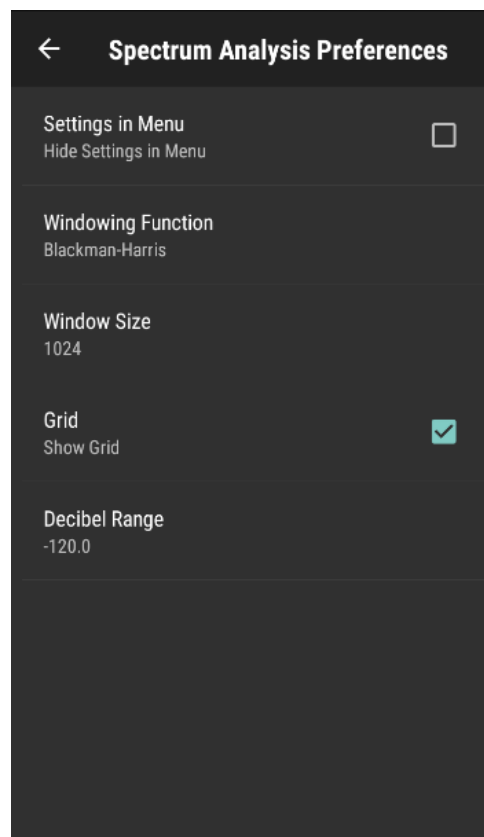 Spectrum Analysis Preferences
Settings in Menu
Hide Settings in Menu
Windowing Function
Blackman-Harris
Window Size
1024
Grid
Show Grid
Decibel Range
-120.0